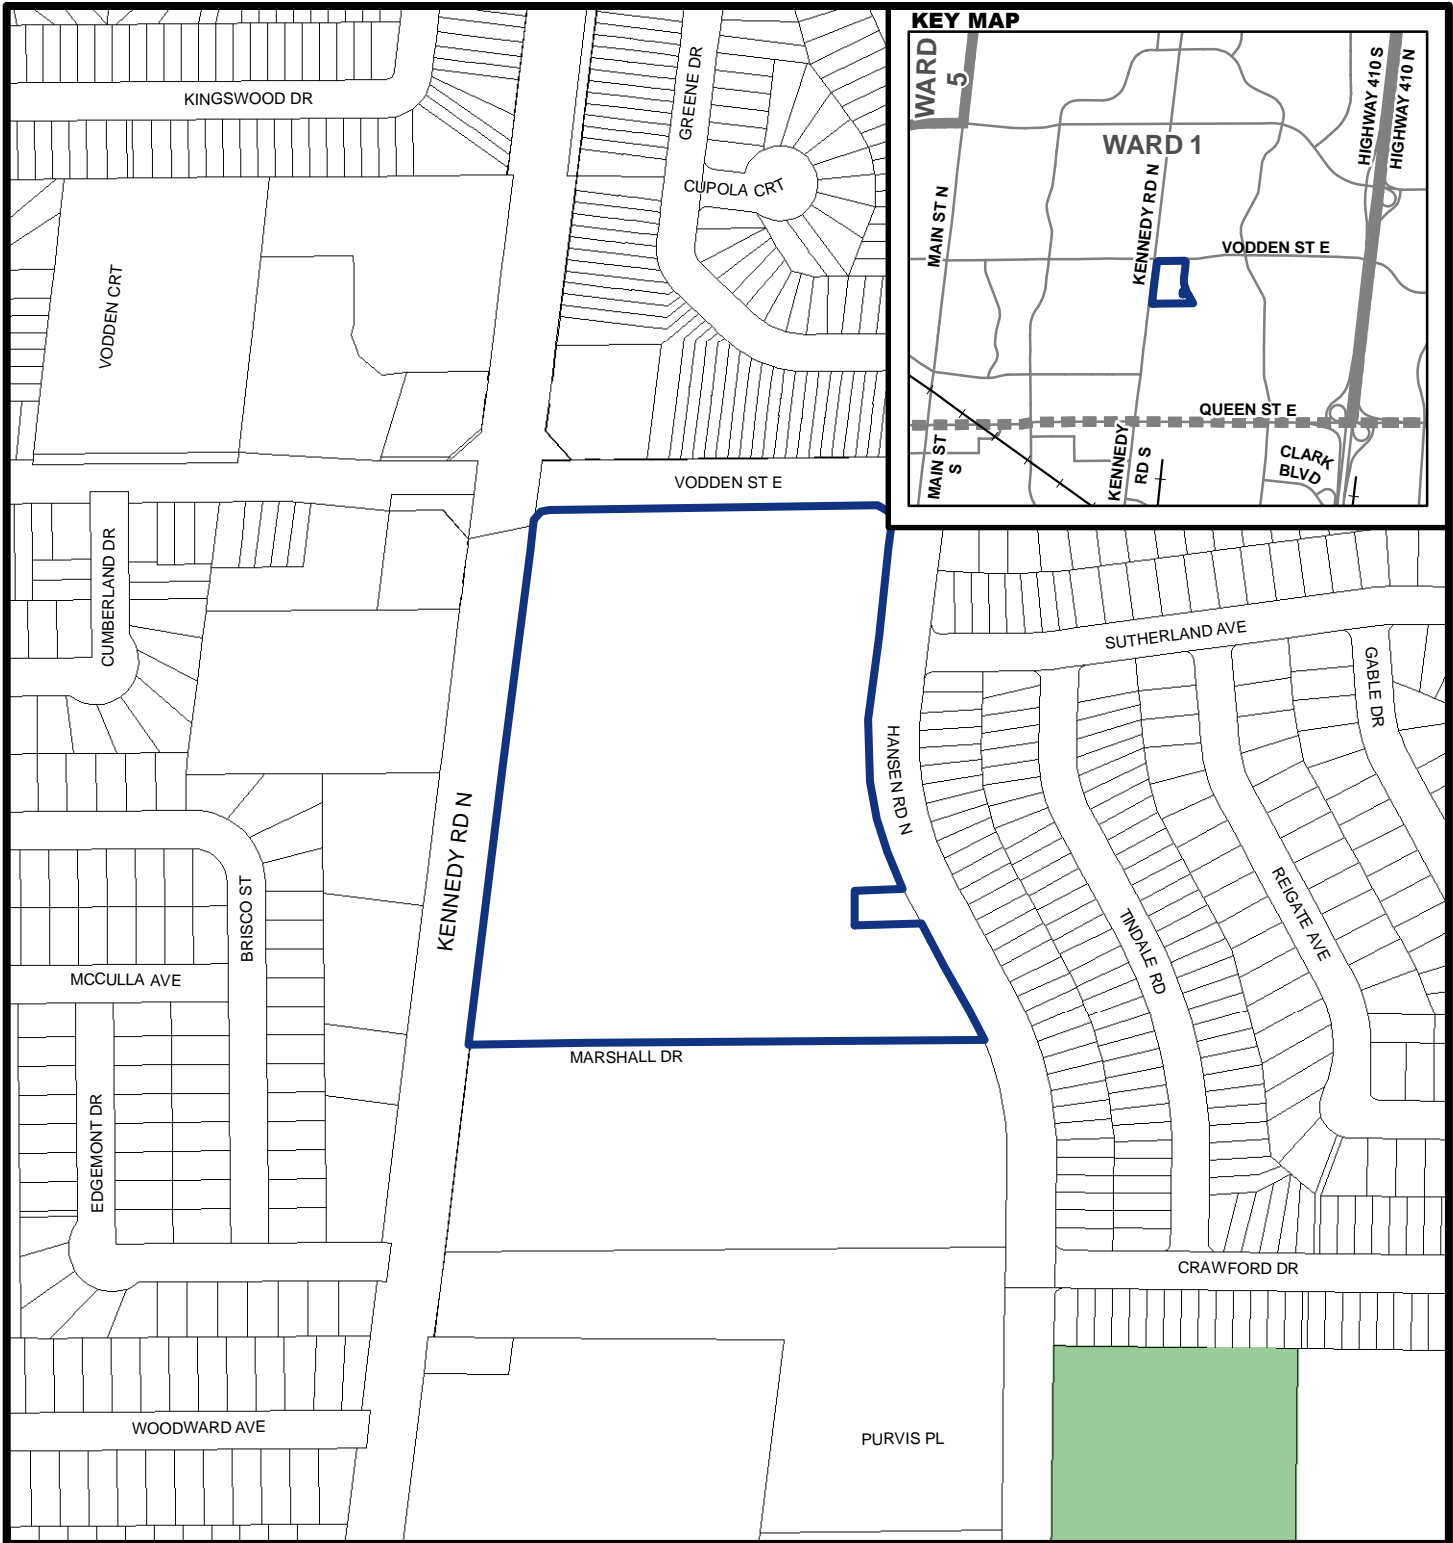 KEY MAP
WARD
5
WARD 1
HIGHWAY 410 S
HIGHWAY 410 N
MAIN ST N
KENNEDY RD N
VODDEN ST E
QUEEN ST E
MAIN ST
S
KENNEDY
RD S
CLARK
BLVD
KINGSWOOD DR
GREENE DR
CUPOLA CRT
VODDEN CRT
VODDEN ST E
CUMBERLAND DR
SUTHERLAND AVE
GABLE DR
HANSEN RD N
KENNEDY RD N
BRISCO ST
TINDALE RD
REIGATE AVE
MCCULLA AVE
MARSHALL DR
EDGEMONT DR
CRAWFORD DR
WOODWARD AVE
PURVIS PL